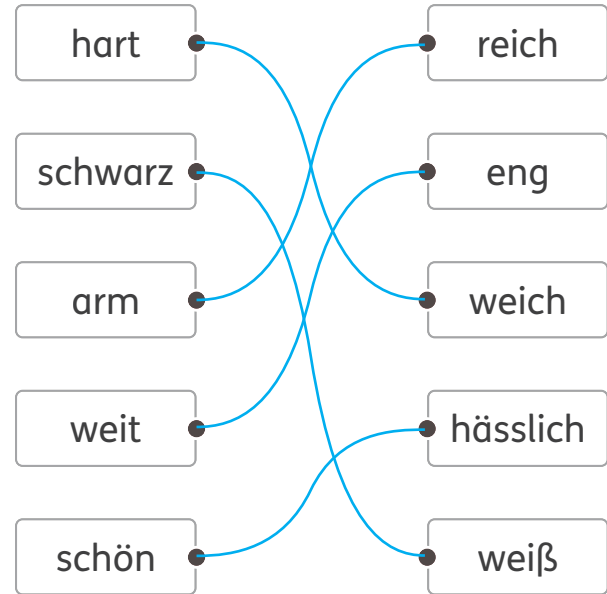 hart
reich
schwarz
eng
arm
weich
weit
hässlich
schön
weiß